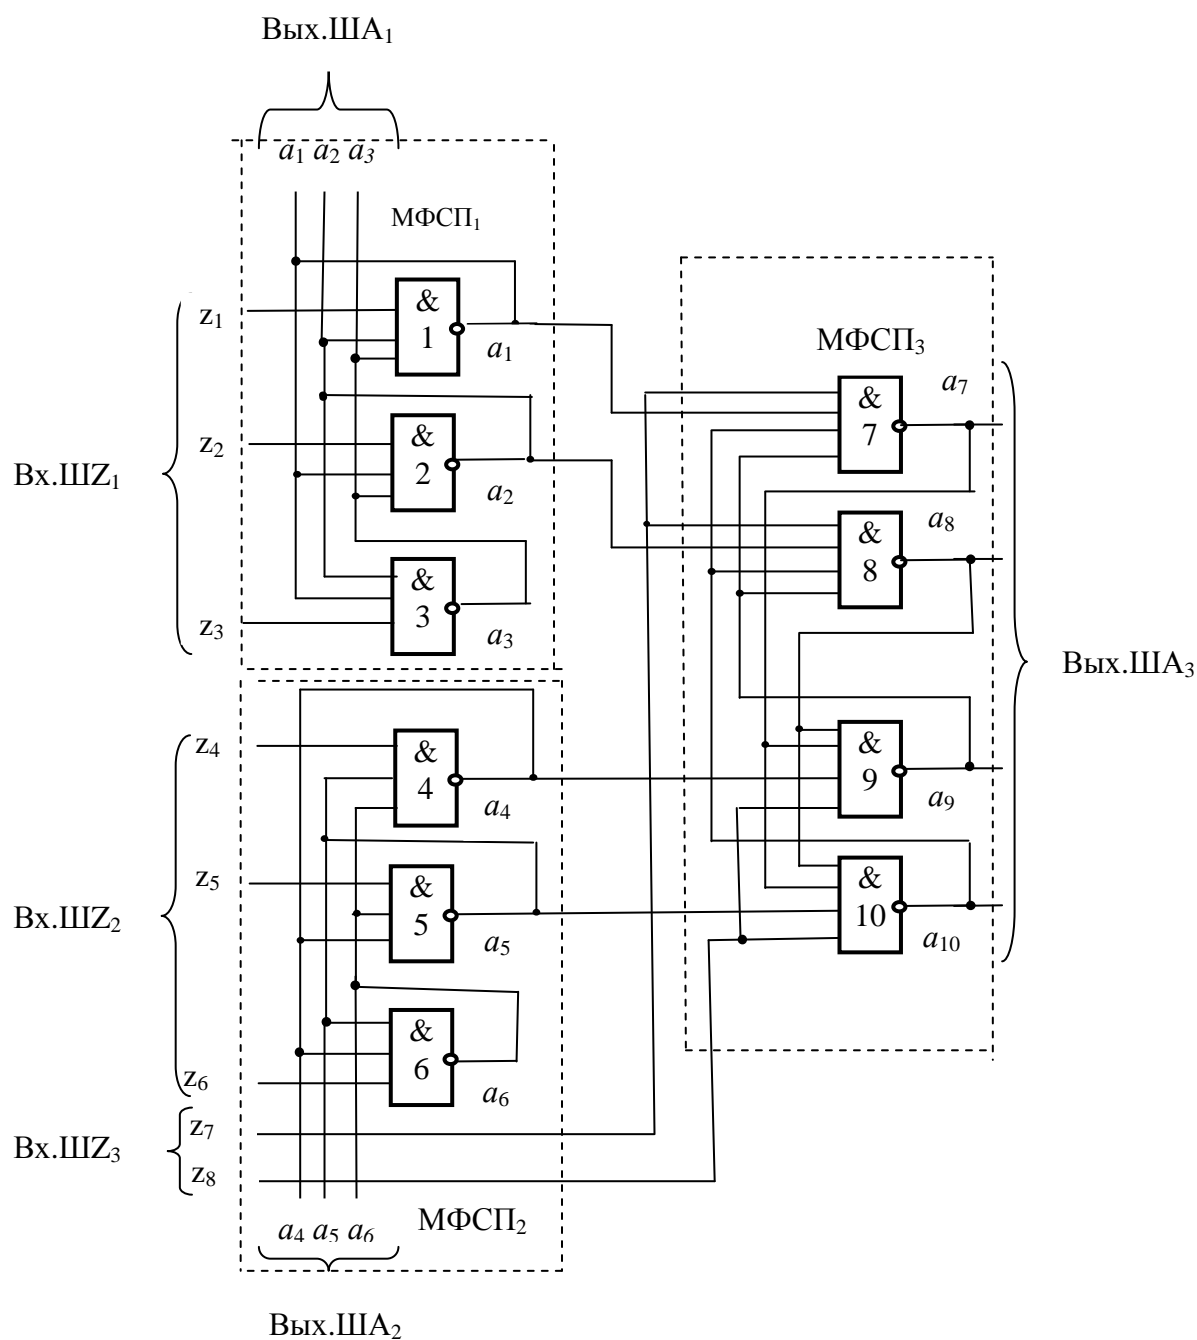 Вых.ША₁
a₁ a₂ a₃
МФСП₁
z₁
&
1
a₁
МФСП₃
a₇
&
7
z₂
&
2
a₂
Вх.ШZ₁
a₈
&
8
&
3
z₃
a₃
Вых.ША₃
z₄
&
4
a₄
&
9
a₉
z₅
&
5
a₅
Вх.ШZ₂
&
10
a₁₀
&
6
z₆
a₆
z₇
Вх.ШZ₃
z₈
a₄ a₅ a₆
МФСП₂
Вых.ША₂